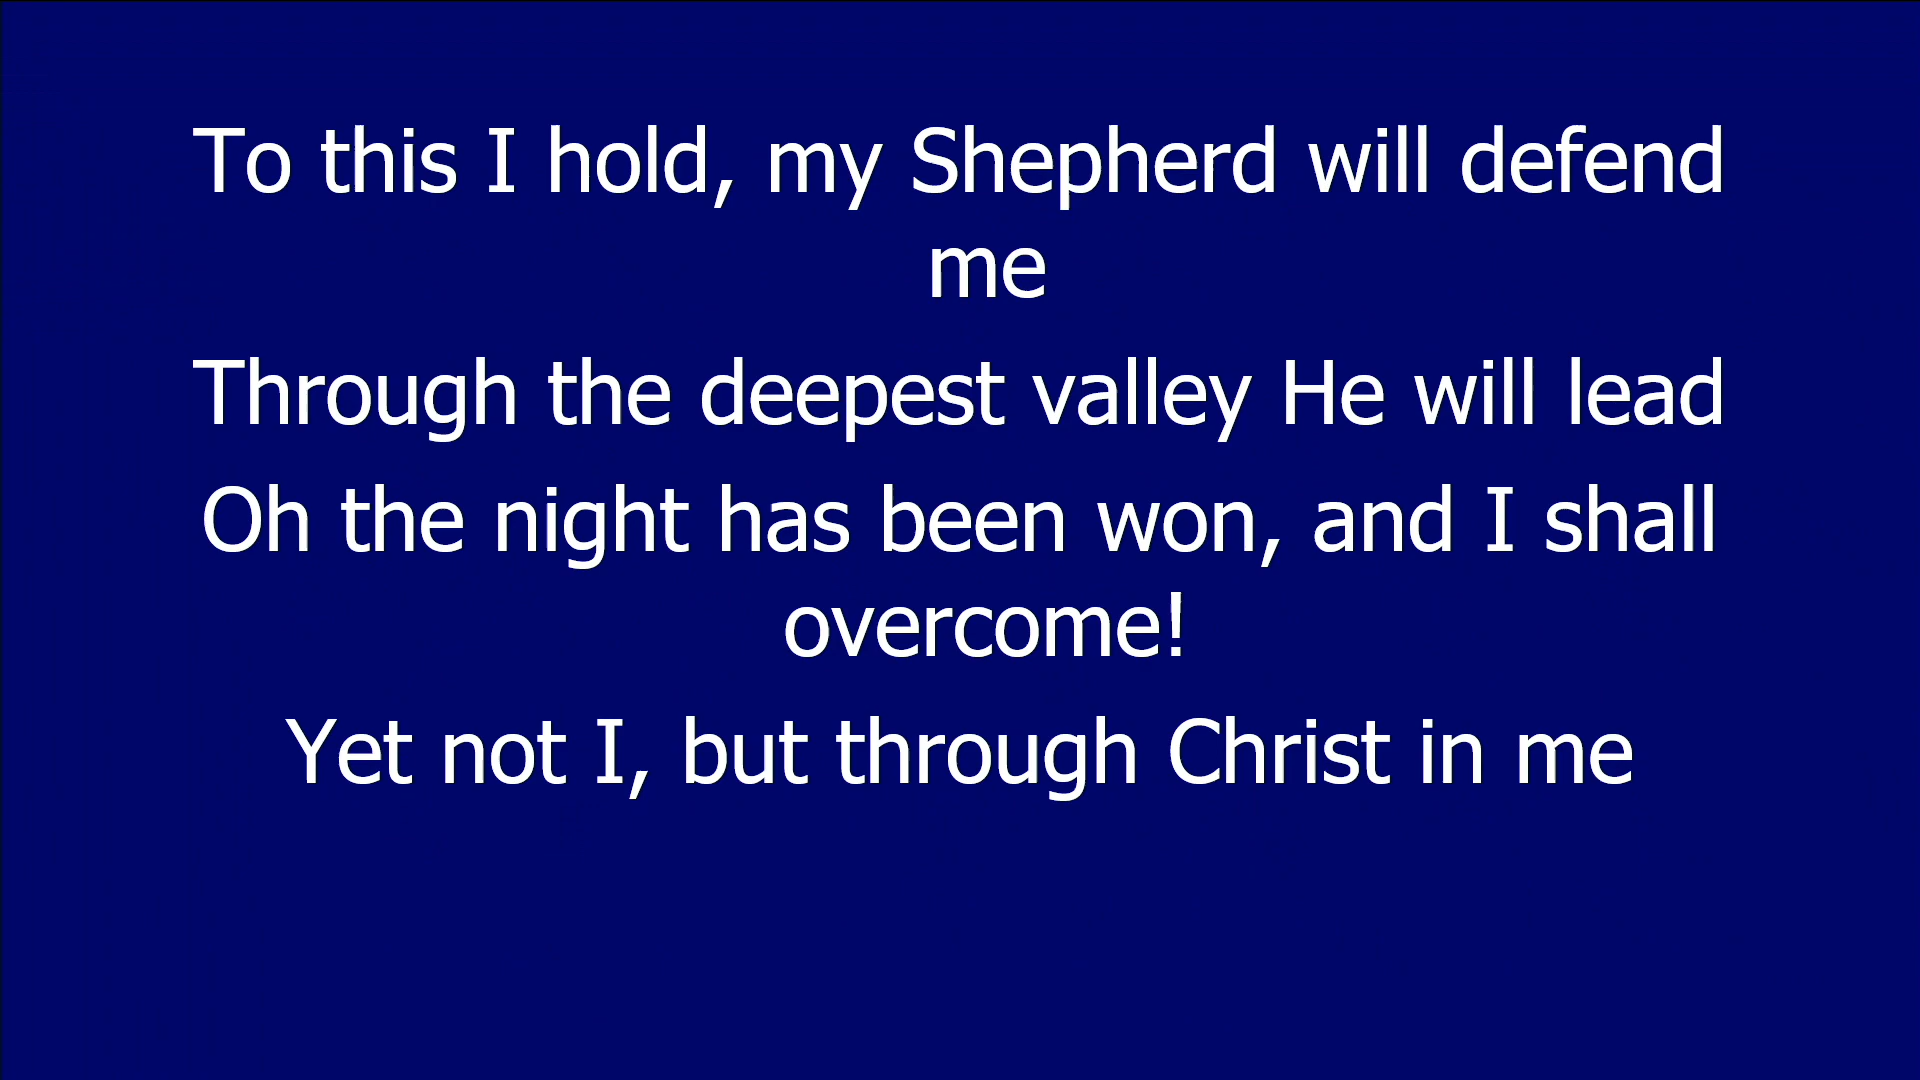 To this I hold, my Shepherd will defend
me
Through the deepest valley He will lead
Oh the night has been won, and I shall
overcome!
Yet not I, but through Christ in me